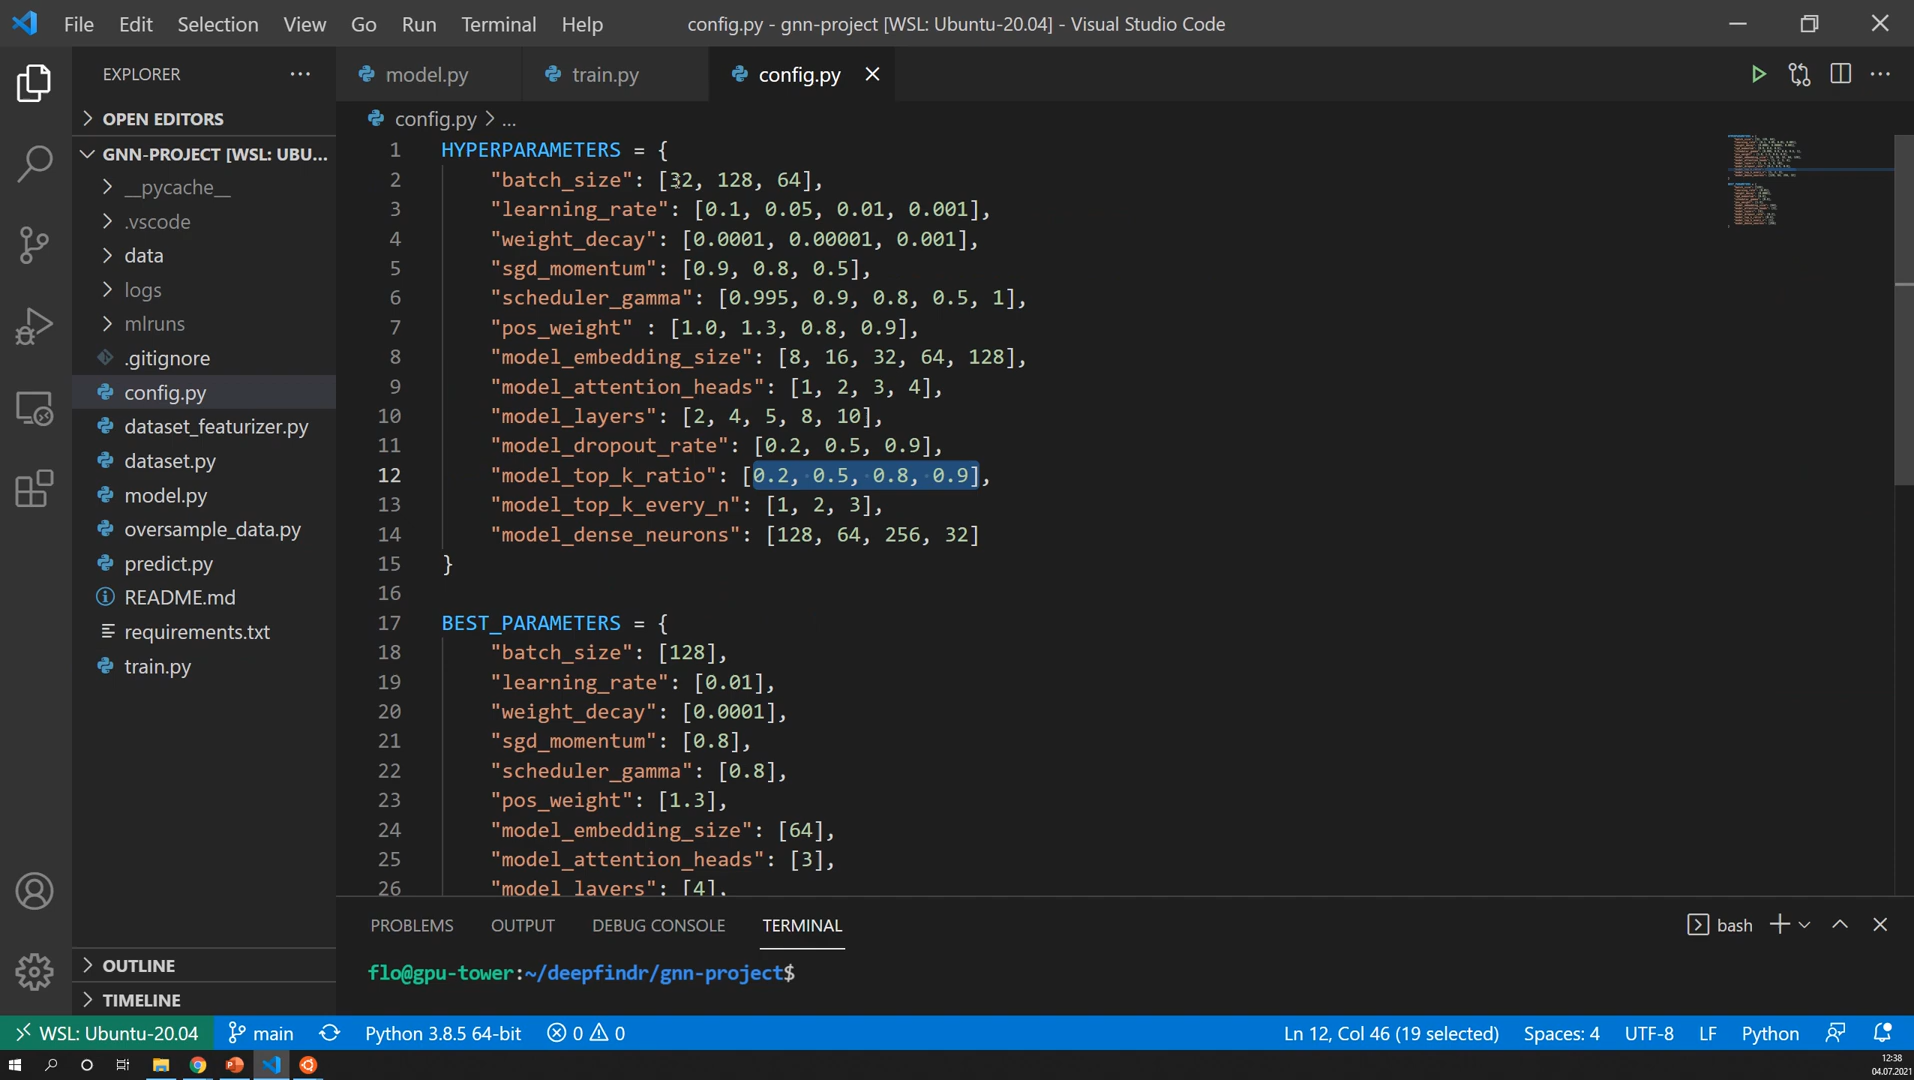 File Edit Selection View Go Run Terminal Help
config.py - gnn-project [WSL: Ubuntu-20.04] - Visual Studio Code
EXPLORER
OPEN EDITORS
GNN-PROJECT [WSL: UBU...
__pycache__
.vscode
data
logs
mlruns
.gitignore
config.py
dataset_featurizer.py
dataset.py
model.py
oversample_data.py
predict.py
README.md
requirements.txt
train.py
OUTLINE
TIMELINE
model.py train.py config.py
config.py > ...
1 HYPERPARAMETERS = {
2 "batch_size": [32, 128, 64],
3 "learning_rate": [0.1, 0.05, 0.01, 0.001],
4 "weight_decay": [0.0001, 0.00001, 0.001],
5 "sgd_momentum": [0.9, 0.8, 0.5],
6 "scheduler_gamma": [0.995, 0.9, 0.8, 0.5, 1],
7 "pos_weight" : [1.0, 1.3, 0.8, 0.9],
8 "model_embedding_size": [8, 16, 32, 64, 128],
9 "model_attention_heads": [1, 2, 3, 4],
10 "model_layers": [2, 4, 5, 8, 10],
11 "model_dropout_rate": [0.2, 0.5, 0.9],
12 "model_top_k_ratio": [0.2, 0.5, 0.8, 0.9],
13 "model_top_k_every_n": [1, 2, 3],
14 "model_dense_neurons": [128, 64, 256, 32]
15 }
16
17 BEST_PARAMETERS = {
18 "batch_size": [128],
19 "learning_rate": [0.01],
20 "weight_decay": [0.0001],
21 "sgd_momentum": [0.8],
22 "scheduler_gamma": [0.8],
23 "pos_weight": [1.3],
24 "model_embedding_size": [64],
25 "model_attention_heads": [3],
26 "model_layers": [4],
PROBLEMS OUTPUT DEBUG CONSOLE TERMINAL
bash
flo@gpu-tower:~/deepfindr/gnn-project$
WSL: Ubuntu-20.04 main Python 3.8.5 64-bit 0 0
Ln 12, Col 46 (19 selected) Spaces: 4 UTF-8 LF Python
12:38
04.07.2021